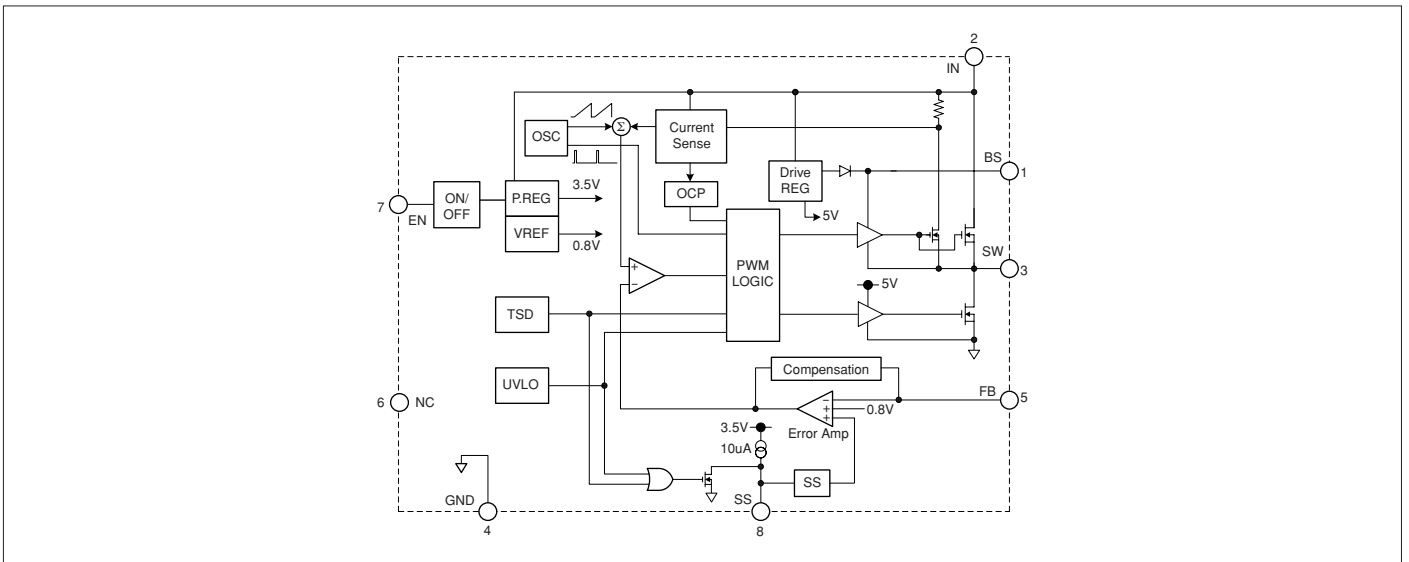 2
IN
OSC
Σ
Current
Sense
BS
1
Drive
REG
OCP
5V
7
EN
ON/
OFF
P.REG
3.5V
VREF
0.8V
SW
3
+
−
PWM
LOGIC
5V
TSD
Compensation
UVLO
FB
5
6
NC
−
+
+
0.8V
Error Amp
3.5V
10uA
SS
GND
4
SS
8